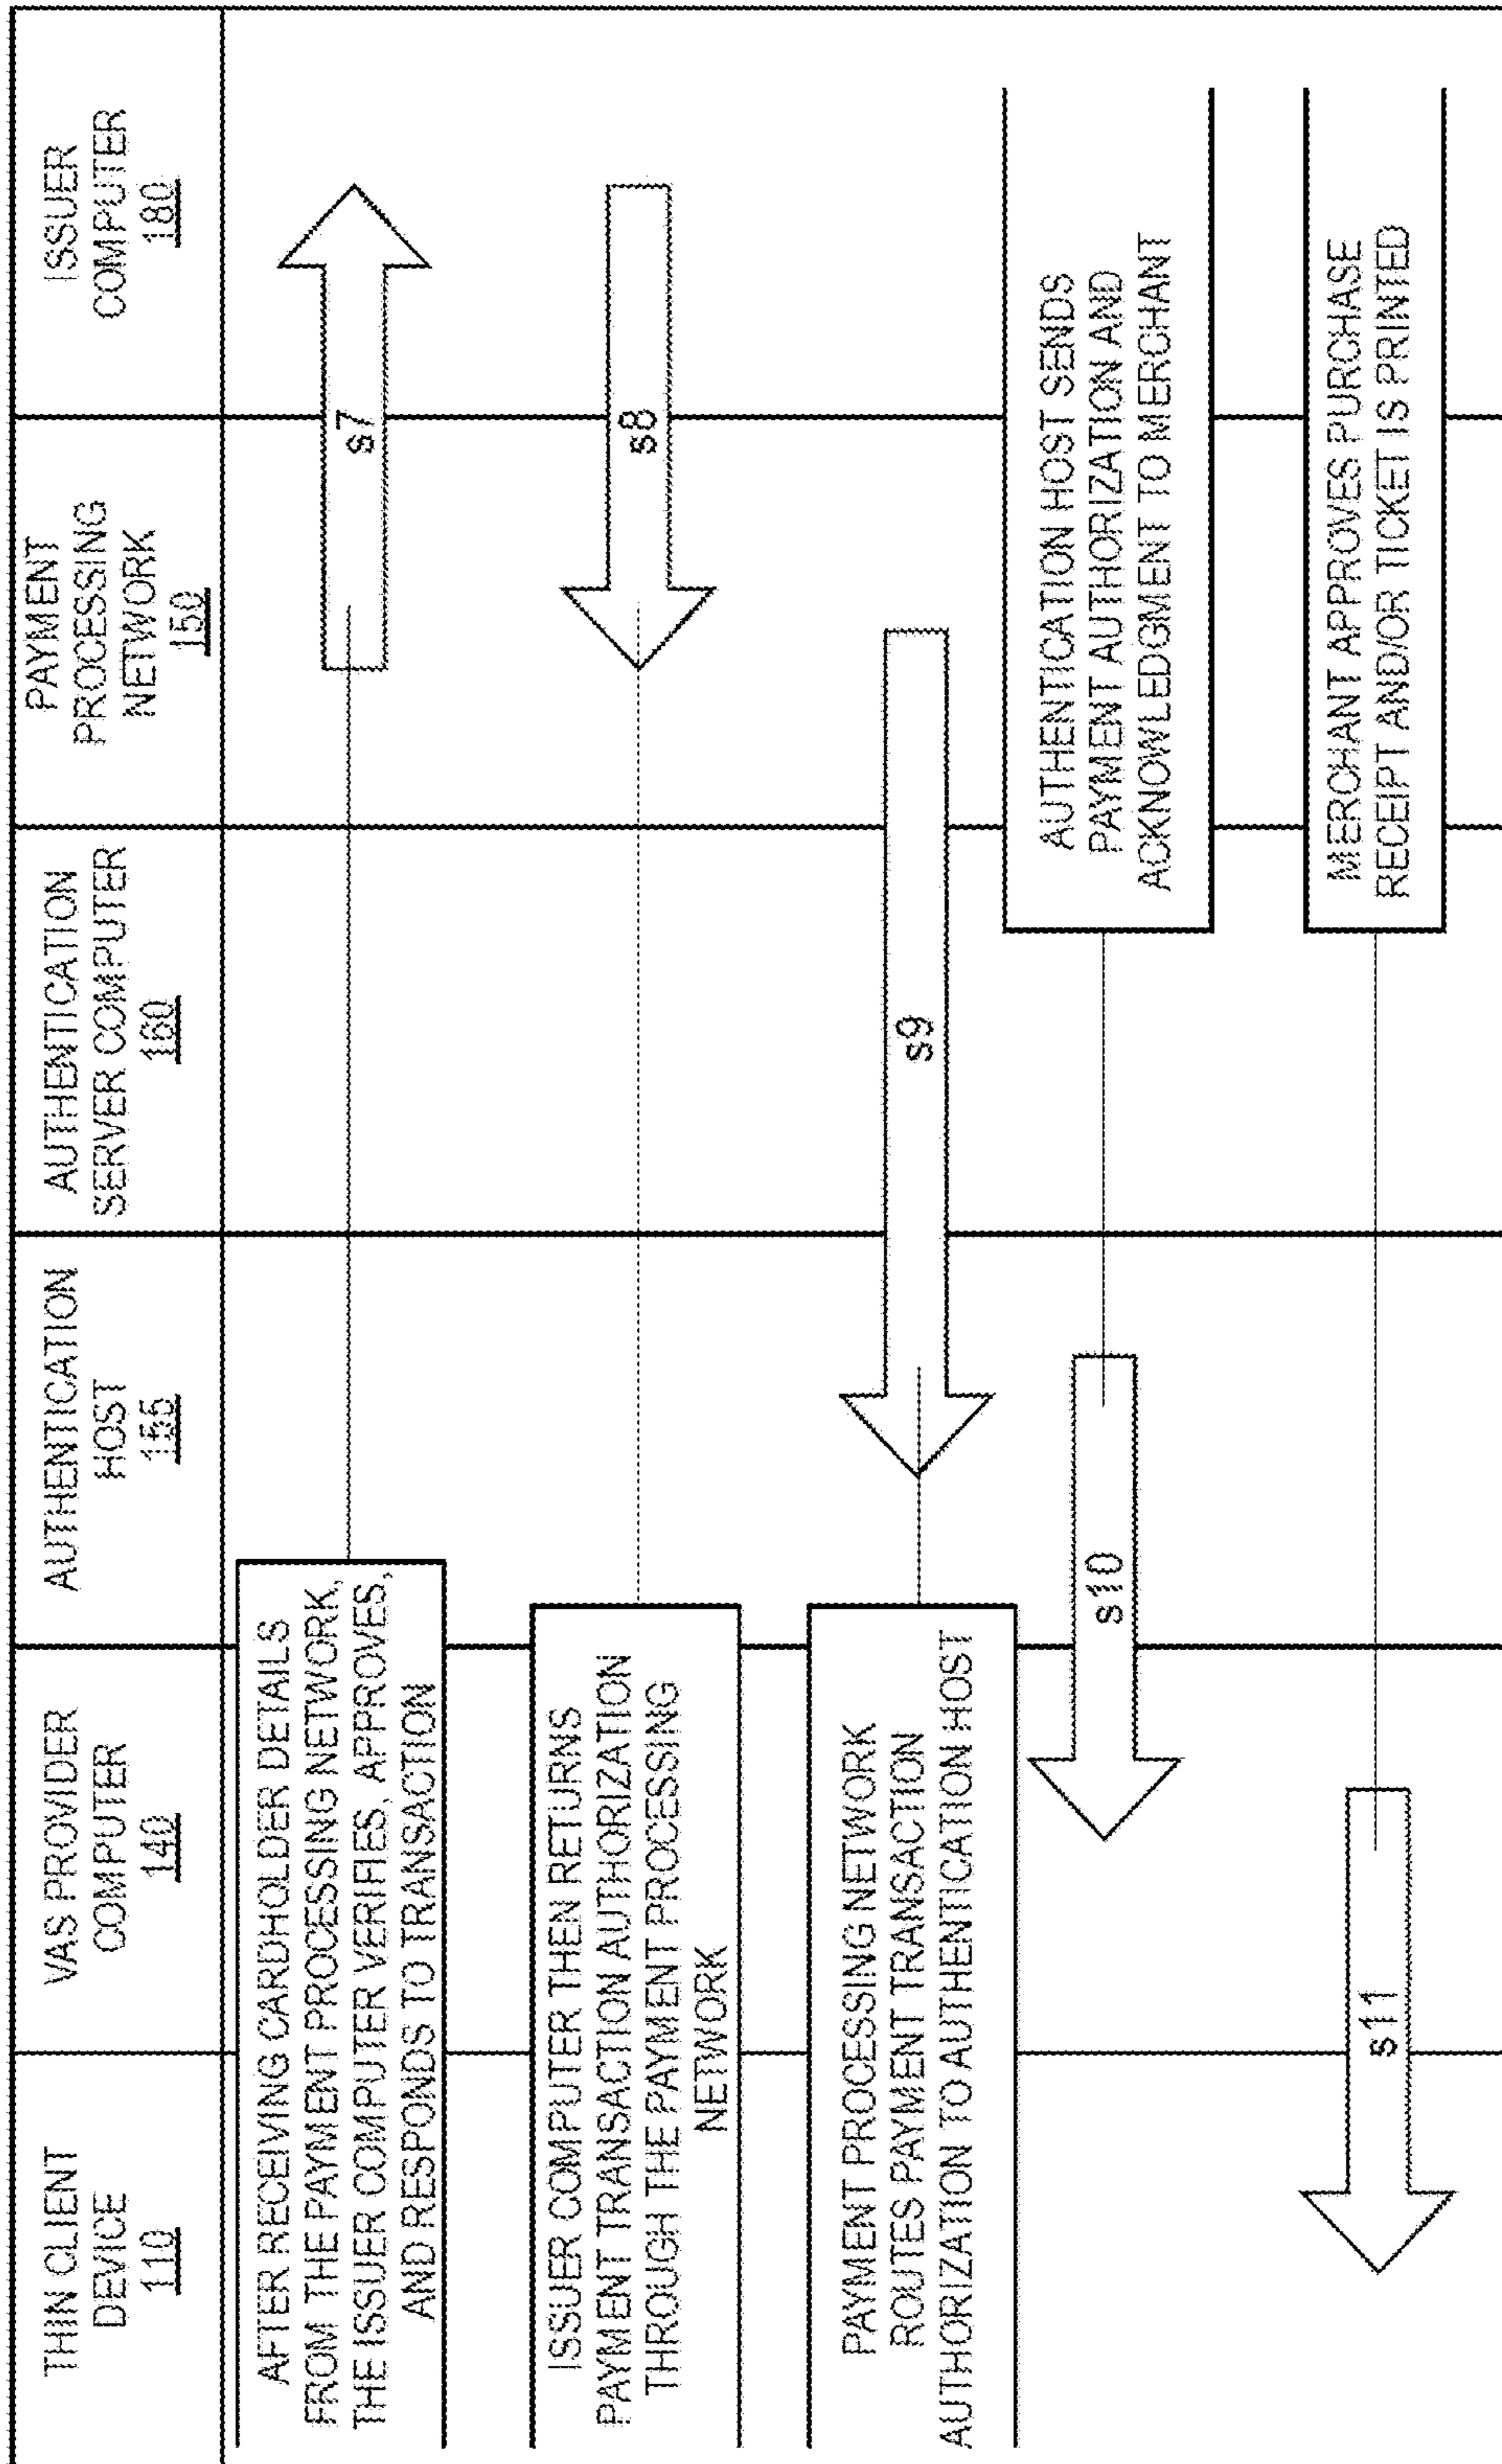 THIN CLIENT
DEVICE
110
VAS PROVIDER
COMPUTER
140
AUTHENTICATION
HOST
155
AUTHENTICATION
SERVER COMPUTER
160
PAYMENT
PROCESSING
NETWORK
150
ISSUER
COMPUTER
180
AFTER RECEIVING CARDHOLDER DETAILS
FROM THE PAYMENT PROCESSING NETWORK,
THE ISSUER COMPUTER VERIFIES, APPROVES,
AND RESPONDS TO TRANSACTION
s7
ISSUER COMPUTER THEN RETURNS
PAYMENT TRANSACTION AUTHORIZATION
THROUGH THE PAYMENT PROCESSING
NETWORK
s8
PAYMENT PROCESSING NETWORK
ROUTES PAYMENT TRANSACTION
AUTHORIZATION TO AUTHENTICATION HOST
s9
s10
AUTHENTICATION HOST SENDS
PAYMENT AUTHORIZATION AND
ACKNOWLEDGMENT TO MERCHANT
s11
MERCHANT APPROVES PURCHASE
RECEIPT AND/OR TICKET IS PRINTED